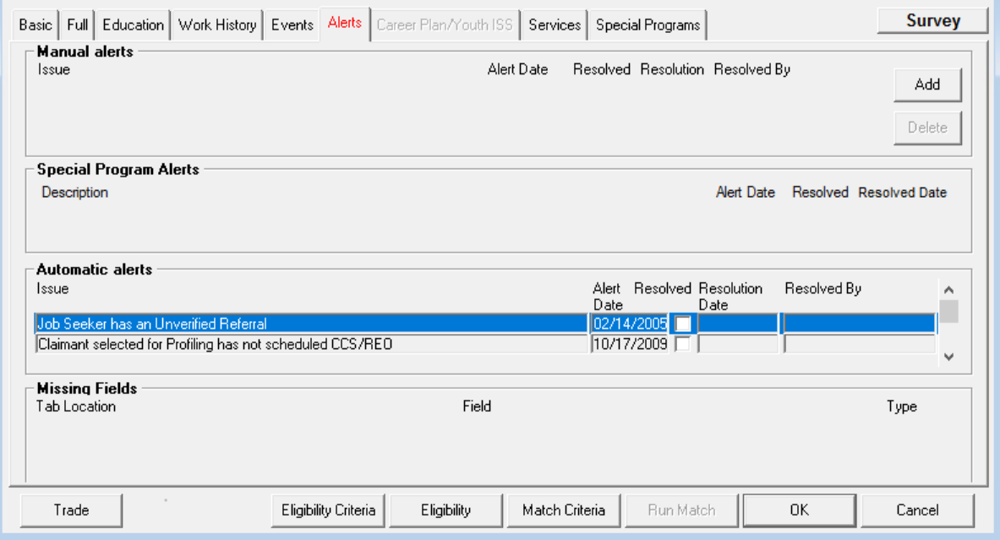 Basic Full Education Work History Events Alerts Career Plan/Youth ISS Services Special Programs Survey
Manual alerts
Issue Alert Date Resolved Resolution Resolved By
Add
Delete
Special Program Alerts
Description Alert Date Resolved Resolved Date
Automatic alerts
Issue Alert Date Resolved Resolution Date Resolved By
Job Seeker has an Unverified Referral 02/14/2005
Claimant selected for Profiling has not scheduled CCS/REO 10/17/2009
Missing Fields
Tab Location Field Type
Trade Eligibility Criteria Eligibility Match Criteria Run Match OK Cancel